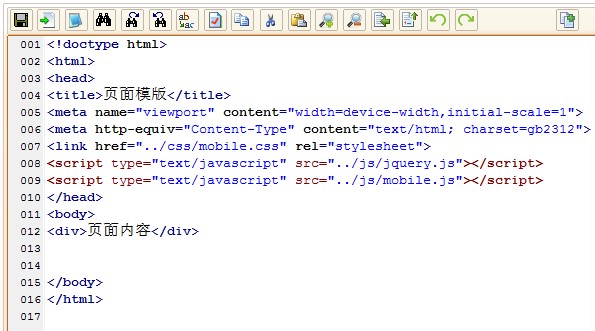 001 <!doctype html>
002 <html>
003 <head>
004 <title>页面模版</title>
005 <meta name="viewport" content="width=device-width,initial-scale=1">
006 <meta http-equiv="Content-Type" content="text/html; charset=gb2312">
007 <link href="../css/mobile.css" rel="stylesheet">
008 <script type="text/javascript" src="../js/jquery.js"></script>
009 <script type="text/javascript" src="../js/mobile.js"></script>
010 </head>
011 <body>
012 <div>页面内容</div>
013
014
015 </body>
016 </html>
017